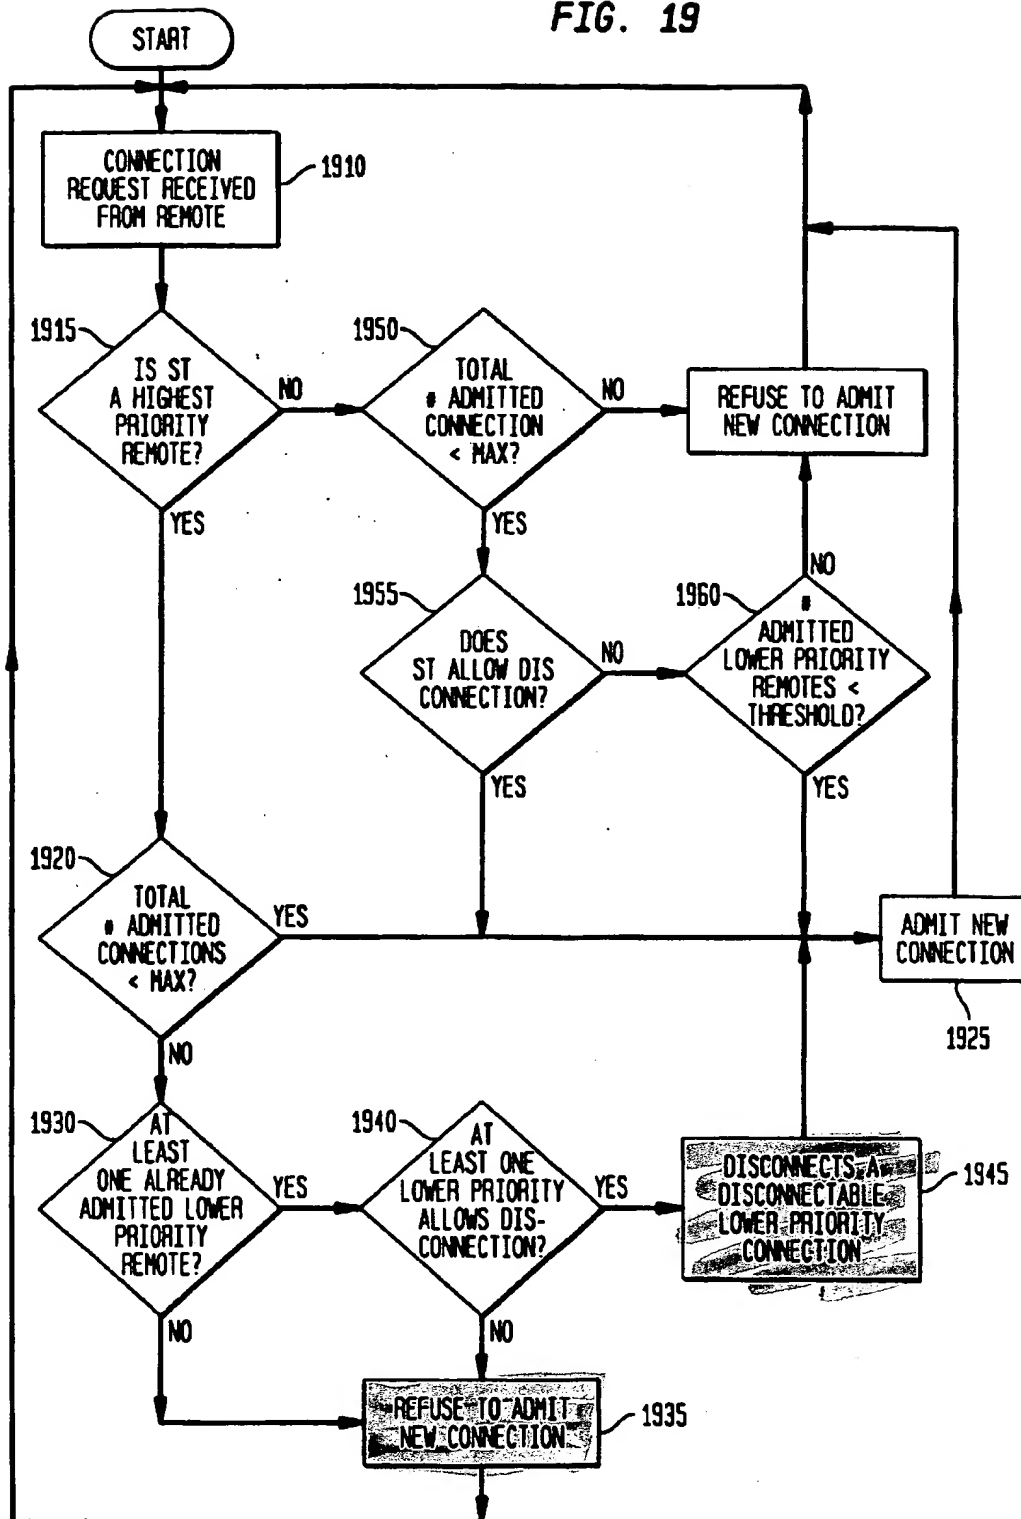 FIG. 19
START
CONNECTION
REQUEST RECEIVED
FROM REMOTE
1910
1915
IS ST
A HIGHEST
PRIORITY
REMOTE?
NO
YES
1950
TOTAL
# ADMITTED
CONNECTION
< MAX?
NO
YES
REFUSE TO ADMIT
NEW CONNECTION
1955
DOES
ST ALLOW DIS
CONNECTION?
NO
YES
1960
NO
#
ADMITTED
LOWER PRIORITY
REMOTES <
THRESHOLD?
YES
1920
TOTAL
# ADMITTED
CONNECTIONS
< MAX?
YES
NO
ADMIT NEW
CONNECTION
1925
1930
AT
LEAST
ONE ALREADY
ADMITTED LOWER
PRIORITY
REMOTE?
YES
NO
1940
AT
LEAST ONE
LOWER PRIORITY
ALLOWS DIS-
CONNECTION?
YES
NO
DISCONNECTS A
DISCONNECTABLE
LOWER PRIORITY
CONNECTION
1945
REFUSE TO ADMIT
NEW CONNECTION
1935